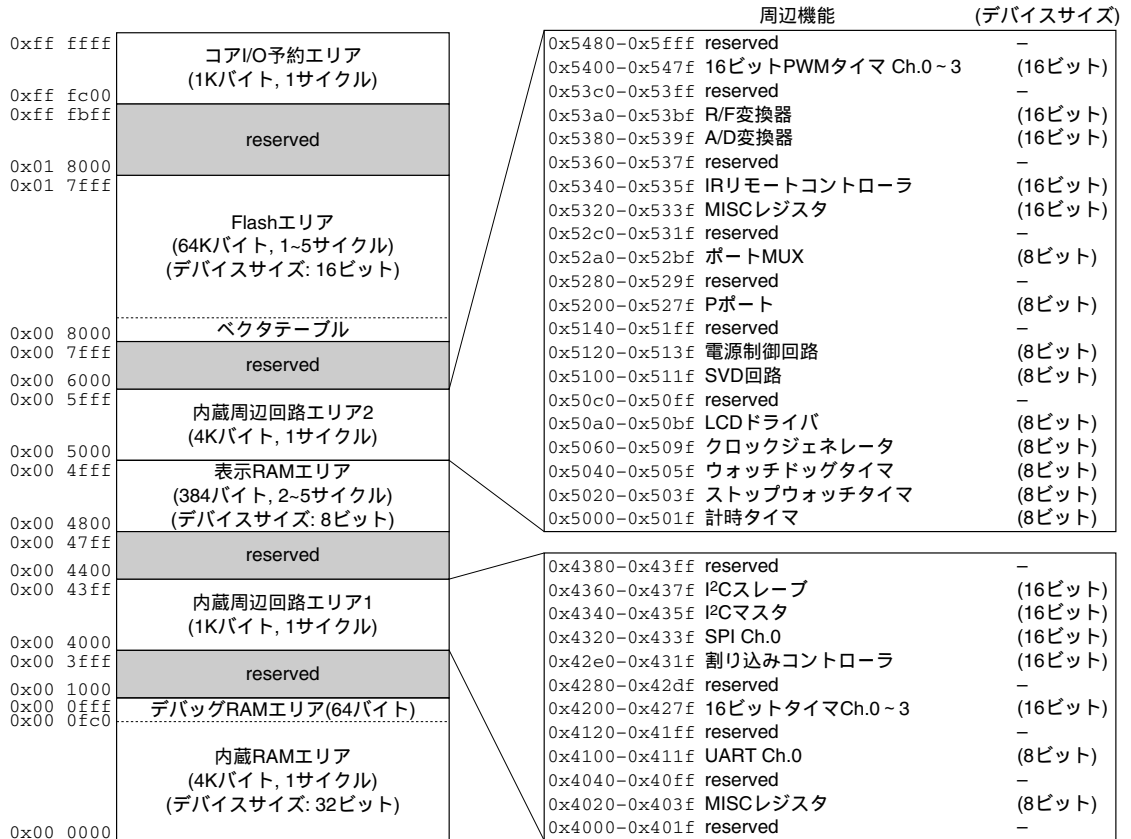 0xff ffff
コアI/O予約エリア
(1Kバイト, 1サイクル)
0xff fc00
0xff fbff
reserved
0x01 8000
0x01 7fff
Flashエリア
(64Kバイト, 1~5サイクル)
(デバイスサイズ: 16ビット)
ベクタテーブル
0x00 8000
0x00 7fff
reserved
0x00 6000
0x00 5fff
内蔵周辺回路エリア2
(4Kバイト, 1サイクル)
0x00 5000
0x00 4fff
表示RAMエリア
(384バイト, 2~5サイクル)
(デバイスサイズ: 8ビット)
0x00 4800
0x00 47ff
reserved
0x00 4400
0x00 43ff
内蔵周辺回路エリア1
(1Kバイト, 1サイクル)
0x00 4000
0x00 3fff
reserved
0x00 1000
0x00 0fff
デバッグRAMエリア(64バイト)
0x00 0fc0
内蔵RAMエリア
(4Kバイト, 1サイクル)
(デバイスサイズ: 32ビット)
0x00 0000
周辺機能 (デバイスサイズ)
0x5480–0x5fff reserved –
0x5400–0x547f 16ビットPWMタイマ Ch.0 ~ 3 (16ビット)
0x53c0–0x53ff reserved –
0x53a0–0x53bf R/F変換器 (16ビット)
0x5380–0x539f A/D変換器 (16ビット)
0x5360–0x537f reserved –
0x5340–0x535f IRリモートコントローラ (16ビット)
0x5320–0x533f MISCレジスタ (16ビット)
0x52c0–0x531f reserved –
0x52a0–0x52bf ポートMUX (8ビット)
0x5280–0x529f reserved –
0x5200–0x527f Pポート (8ビット)
0x5140–0x51ff reserved –
0x5120–0x513f 電源制御回路 (8ビット)
0x5100–0x511f SVD回路 (8ビット)
0x50c0–0x50ff reserved –
0x50a0–0x50bf LCDドライバ (8ビット)
0x5060–0x509f クロックジェネレータ (8ビット)
0x5040–0x505f ウォッチドッグタイマ (8ビット)
0x5020–0x503f ストップウォッチタイマ (8ビット)
0x5000–0x501f 計時タイマ (8ビット)
0x4380–0x43ff reserved –
0x4360–0x437f I²Cスレーブ (16ビット)
0x4340–0x435f I²Cマスタ (16ビット)
0x4320–0x433f SPI Ch.0 (16ビット)
0x42e0–0x431f 割り込みコントローラ (16ビット)
0x4280–0x42df reserved –
0x4200–0x427f 16ビットタイマCh.0 ~ 3 (16ビット)
0x4120–0x41ff reserved –
0x4100–0x411f UART Ch.0 (8ビット)
0x4040–0x40ff reserved –
0x4020–0x403f MISCレジスタ (8ビット)
0x4000–0x401f reserved –